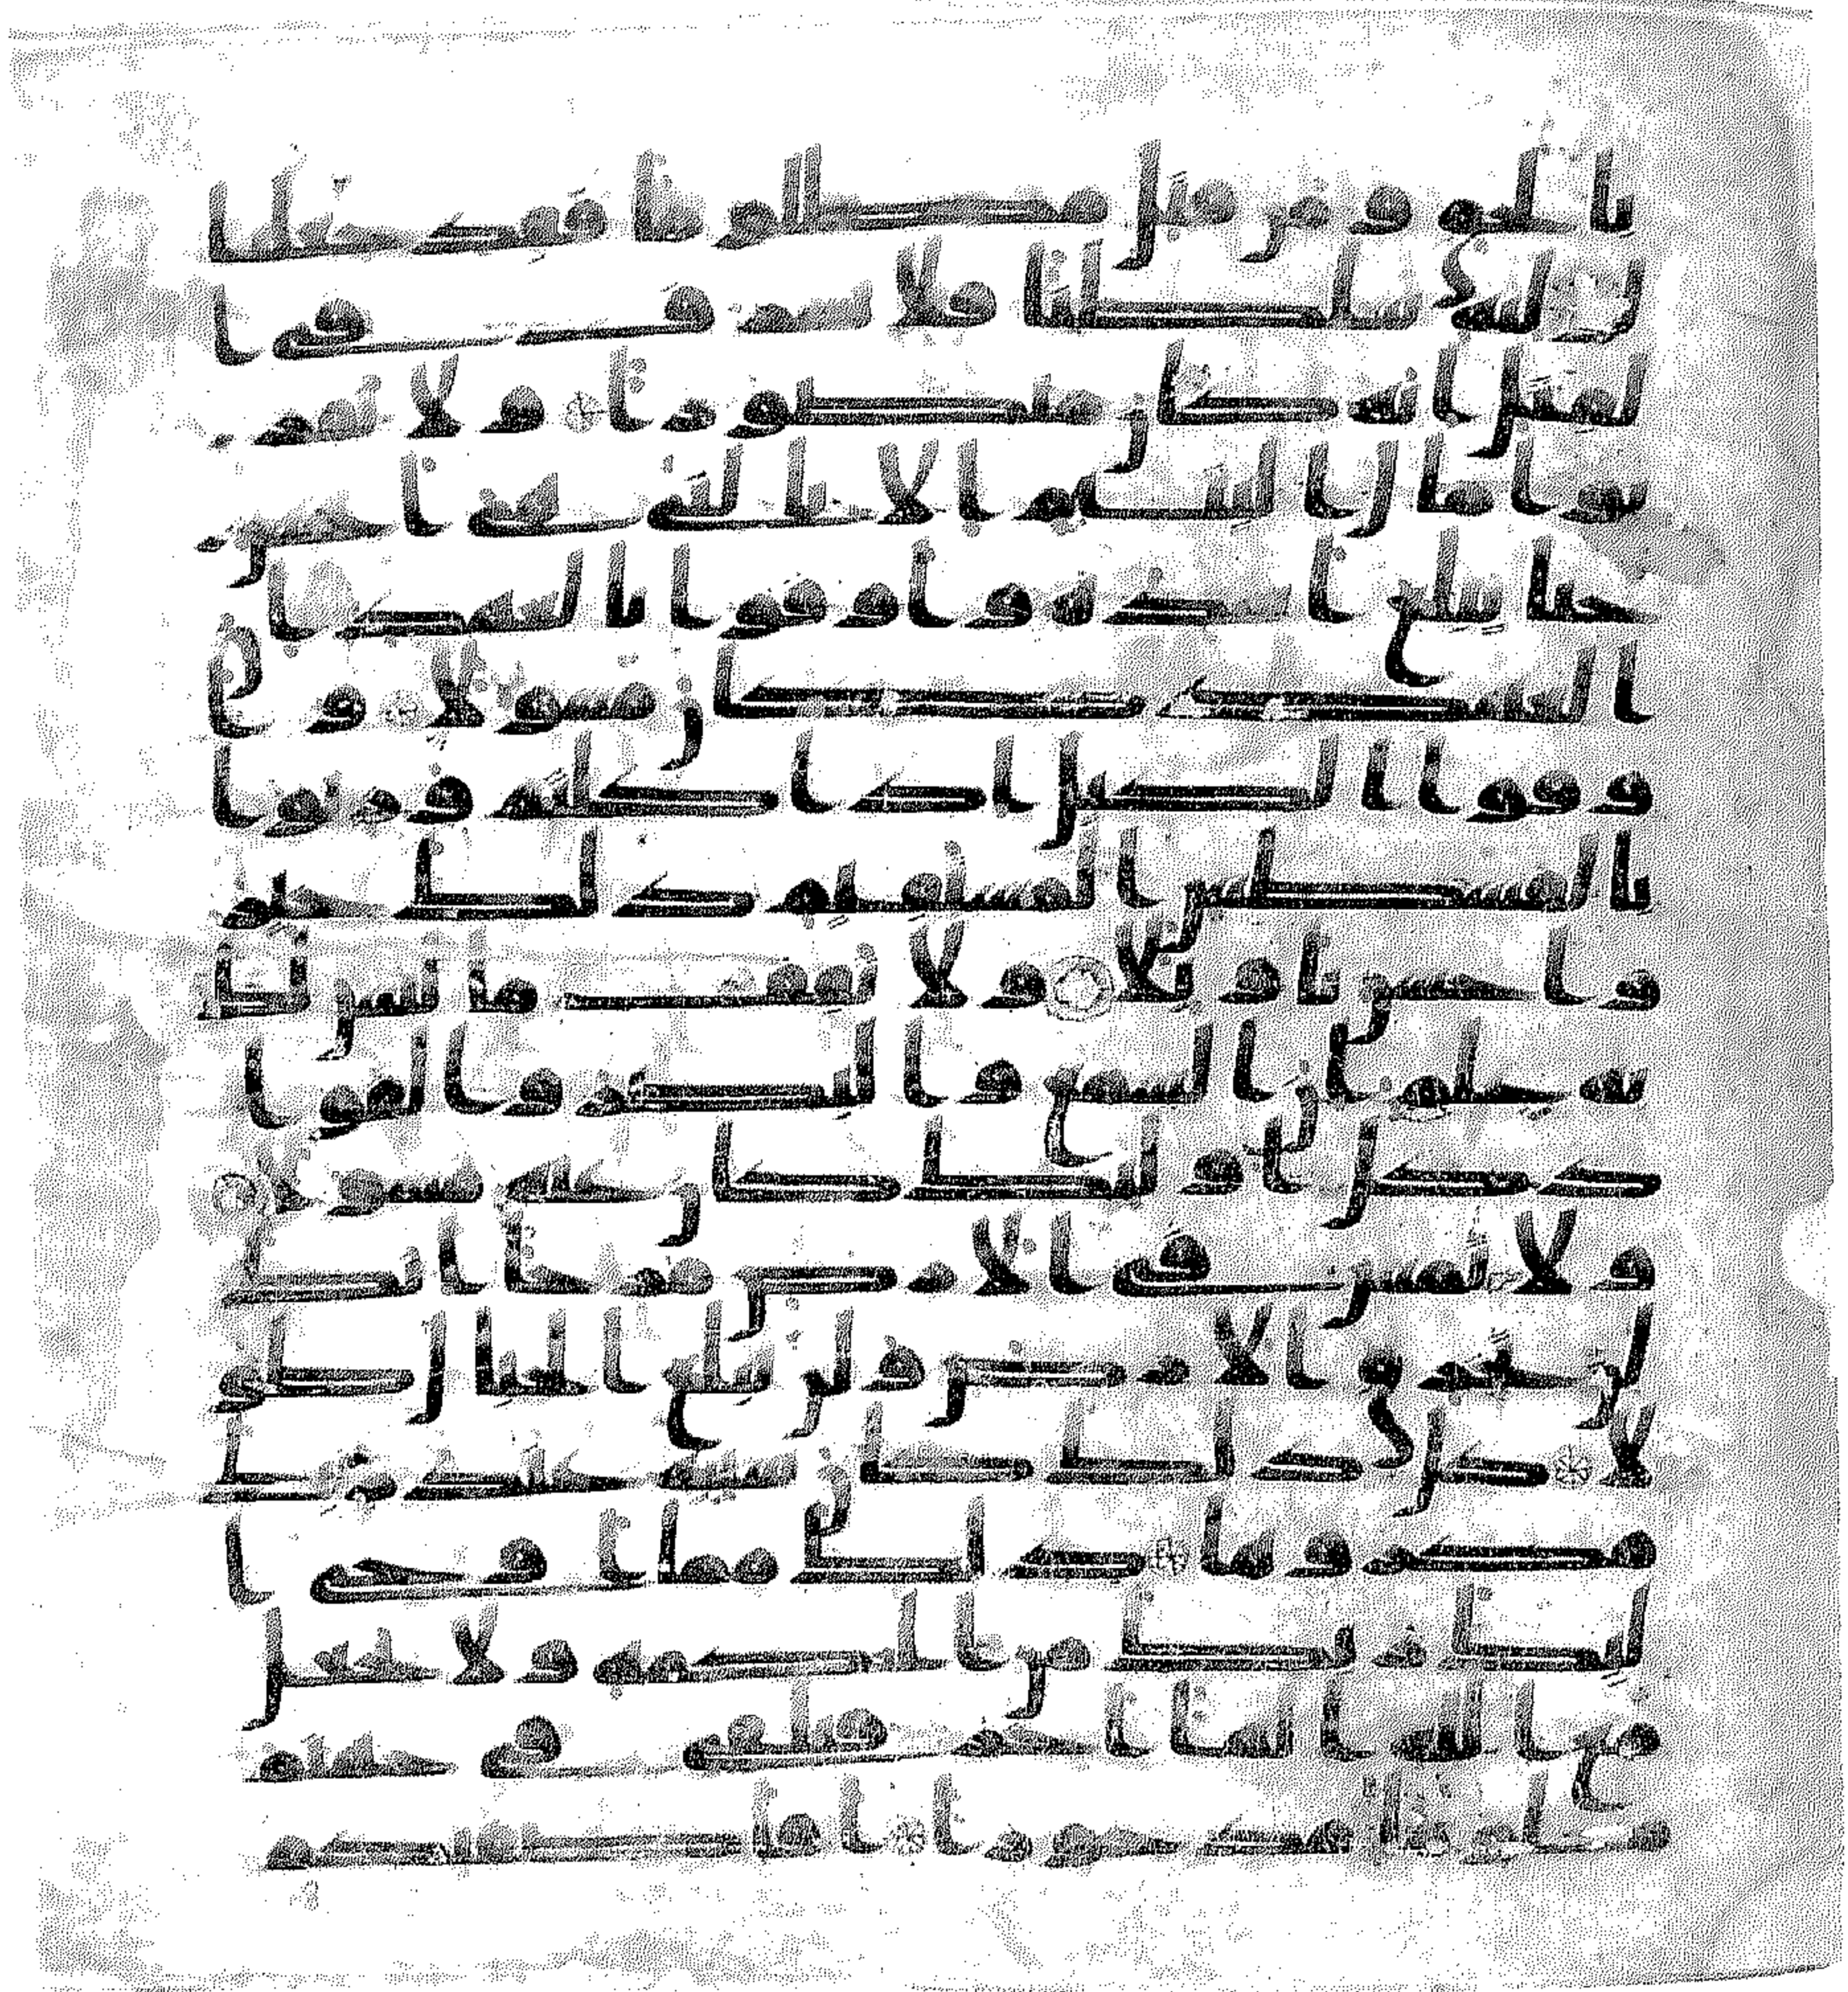 بالحق ومن قتل مظلوما فقد جعلنا
لوليه سلطنا فلا يسرف في ا
لقتل انه كان منصورا ولا تقر
بوا مال اليتيم الا بالتي هي احسن
حتى يبلغ اشده واوفوا بالعهد ان
العهد كان مسولا وا
وفوا الكيل اذا كلتم وزنوا
بالقسطاس المستقيم ذلك خير
واحسن تاويلا ولا تقف ما ليس لك
به علم ان السمع والبصر والفوا
د كل اولئك كان عنه مسولا
ولا تمش في الارض مرحا انك
لن تخرق الارض ولن تبلغ الجبال طو
لا كل ذلك كان سيئه عند ربك
مكروها ذلك مما اوحى ا
ليك ربك من الحكمة ولا تجعل
مع الله الها اخر فتلقى في جهنم
ملوما مدحورا افاصفيكم